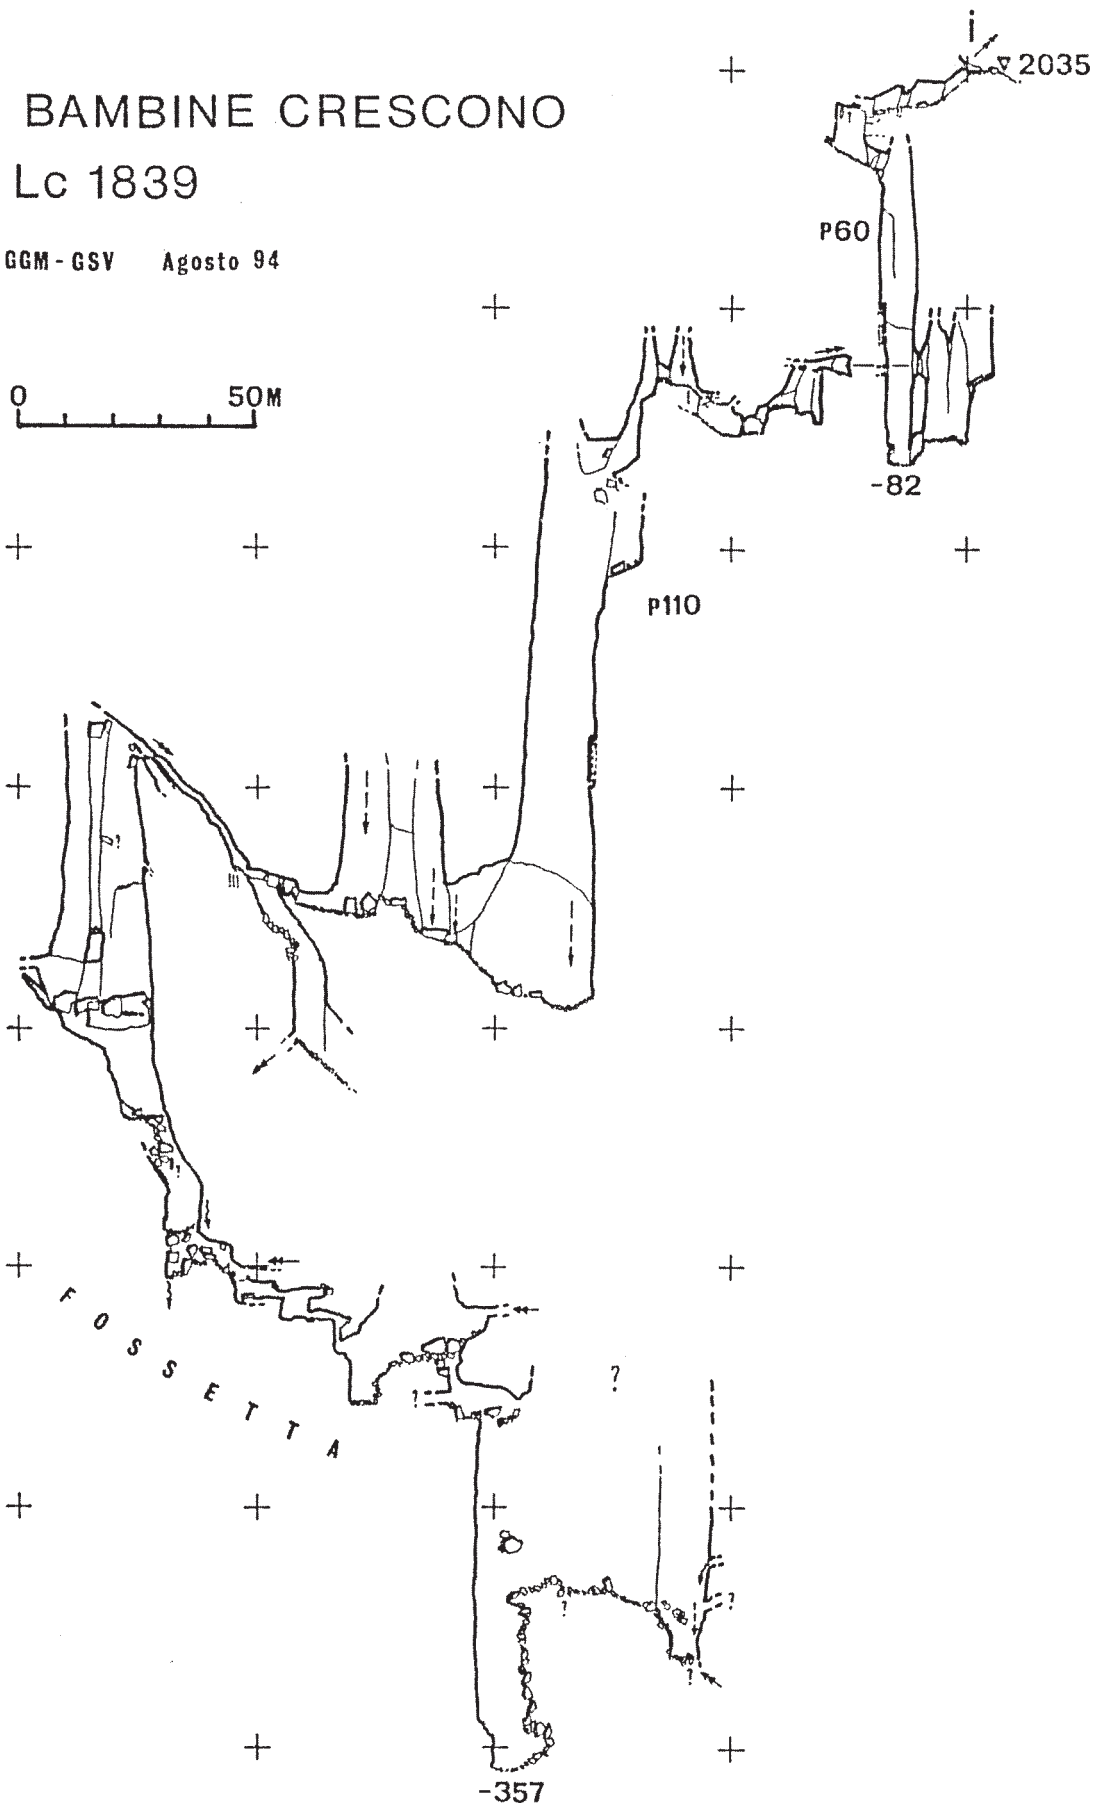 i
2035
BAMBINE CRESCONO
Lc 1839
GGM-GSV Agosto 94
P60
0 50M
-82
P110
?
?
FOSSETTA
?
?
?
?
?
-357